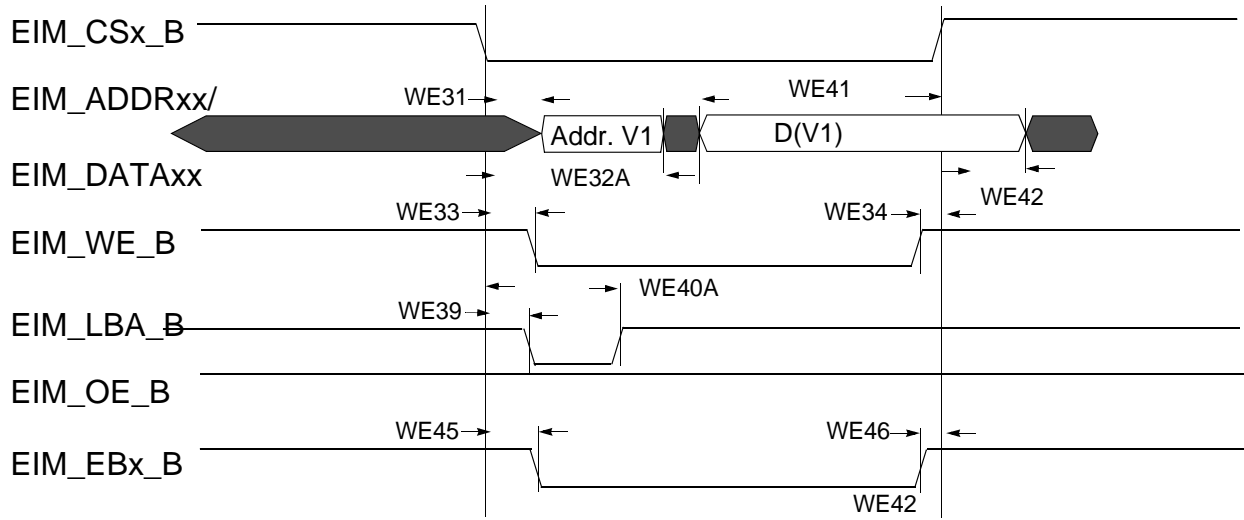 EIM_CSx_B
EIM_ADDRxx/
WE31
WE41
Addr. V1
D(V1)
EIM_DATAxx
WE32A
WE42
WE33
WE34
EIM_WE_B
WE40A
WE39
EIM_LBA_B
EIM_OE_B
WE45
WE46
EIM_EBx_B
WE42